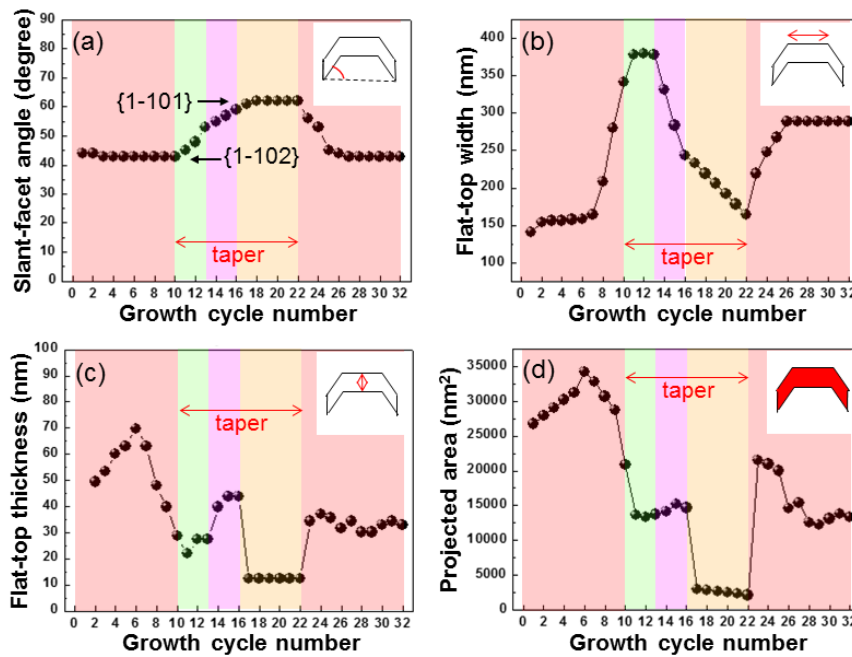 (a)
Slant-facet angle (degree)
90
80
70
60
50
40
30
20
10
0
{1-101}
{1-102}
taper
0 2 4 6 8 10 12 14 16 18 20 22 24 26 28 30 32
Growth cycle number
(b)
Flat-top width (nm)
400
350
300
250
200
150
100
taper
0 2 4 6 8 10 12 14 16 18 20 22 24 26 28 30 32
Growth cycle number
(c)
Flat-top thickness (nm)
100
90
80
70
60
50
40
30
20
10
0
taper
0 2 4 6 8 10 12 14 16 18 20 22 24 26 28 30 32
Growth cycle number
(d)
Projected area (nm²)
35000
30000
25000
20000
15000
10000
5000
0
taper
0 2 4 6 8 10 12 14 16 18 20 22 24 26 28 30 32
Growth cycle number